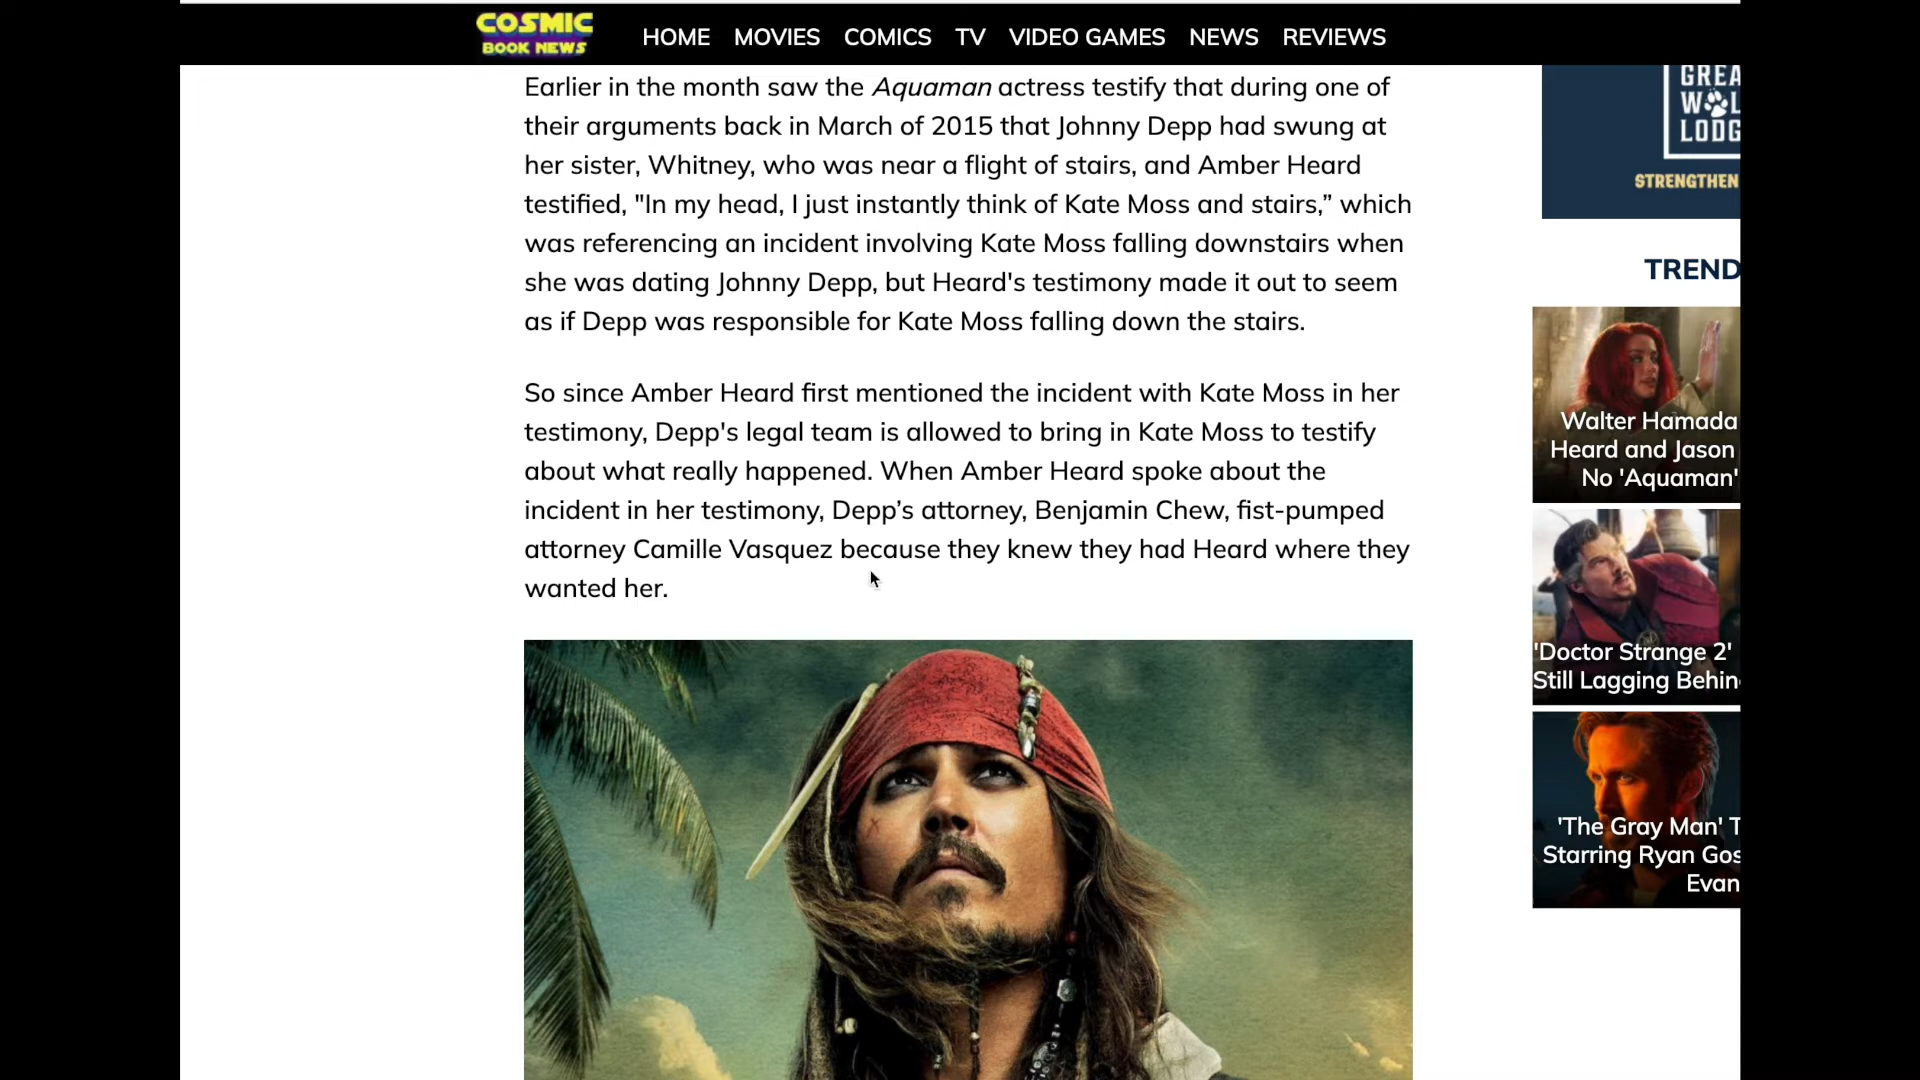 COSMIC
BOOK NEWS
HOME MOVIES COMICS TV VIDEO GAMES NEWS REVIEWS
Earlier in the month saw the Aquaman actress testify that during one of
their arguments back in March of 2015 that Johnny Depp had swung at
her sister, Whitney, who was near a flight of stairs, and Amber Heard
testified, "In my head, I just instantly think of Kate Moss and stairs,” which
was referencing an incident involving Kate Moss falling downstairs when
she was dating Johnny Depp, but Heard's testimony made it out to seem
as if Depp was responsible for Kate Moss falling down the stairs.
So since Amber Heard first mentioned the incident with Kate Moss in her
testimony, Depp's legal team is allowed to bring in Kate Moss to testify
about what really happened. When Amber Heard spoke about the
incident in her testimony, Depp’s attorney, Benjamin Chew, fist-pumped
attorney Camille Vasquez because they knew they had Heard where they
wanted her.
GREA
W L
LODG
STRENGTHEN
TREND
Walter Hamada
Heard and Jason
No 'Aquaman'
'Doctor Strange 2'
Still Lagging Behin
'The Gray Man' T
Starring Ryan Gos
Evan